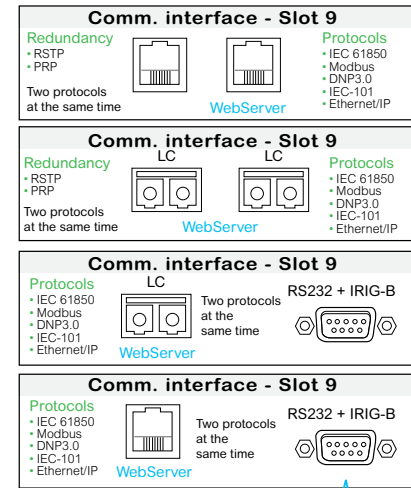 Comm. interface - Slot 9
Redundancy
• RSTP
• PRP
Two protocols
at the same time
WebServer
Protocols
• IEC 61850
• Modbus
• DNP3.0
• IEC-101
• Ethernet/IP
Comm. interface - Slot 9
Redundancy
• RSTP
• PRP
Two protocols
at the same time
LC
LC
WebServer
Protocols
• IEC 61850
• Modbus
• DNP3.0
• IEC-101
• Ethernet/IP
Comm. interface - Slot 9
Protocols
• IEC 61850
• Modbus
• DNP3.0
• IEC-101
• Ethernet/IP
LC
WebServer
Two protocols
at the
same time
RS232 + IRIG-B
Comm. interface - Slot 9
Protocols
• IEC 61850
• Modbus
• DNP3.0
• IEC-101
• Ethernet/IP
WebServer
Two protocols
at the
same time
RS232 + IRIG-B